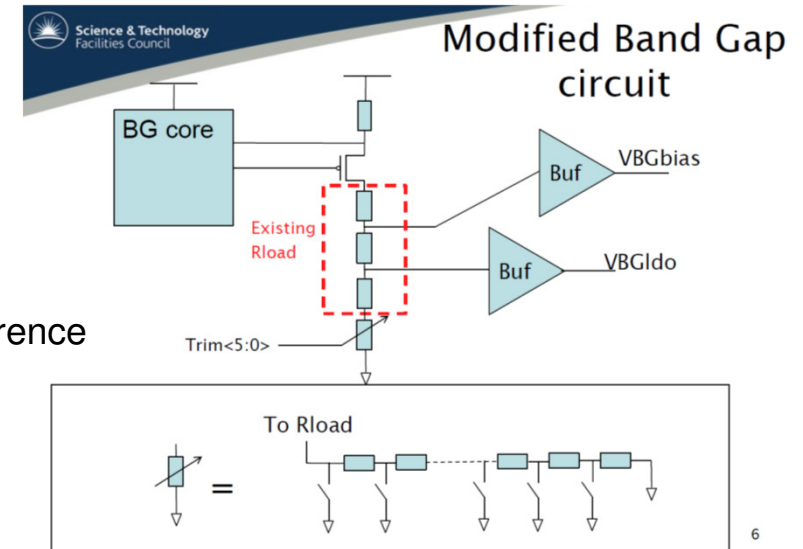 Science & Technology
Facilities Council
Modified Band Gap
circuit
BG core
VBGbias
Buf
Existing
Rload
VBGldo
Buf
rence
Trim<5:0>
To Rload
=
6